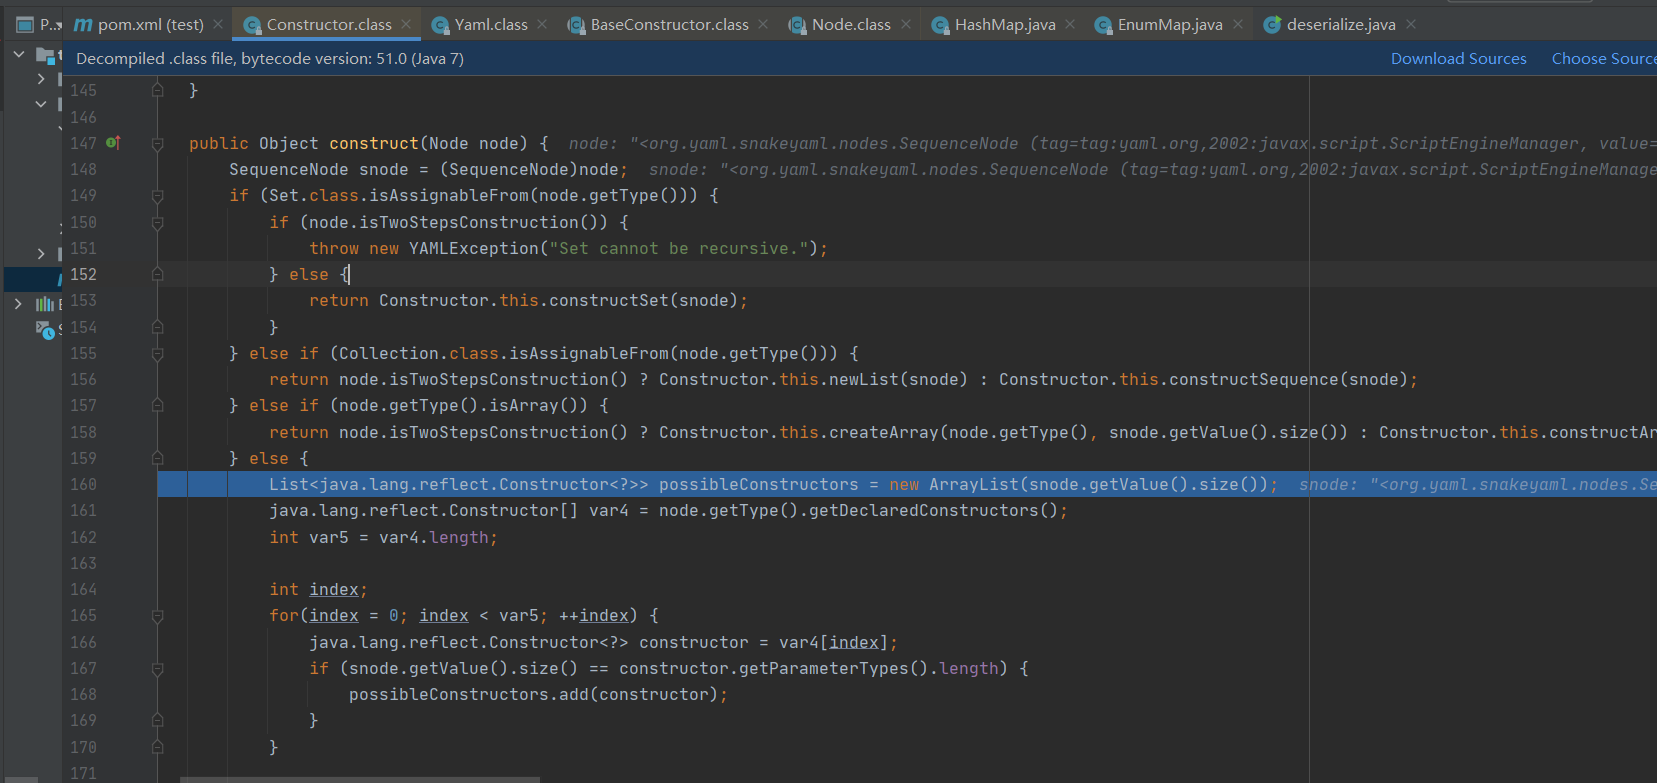 P... pom.xml (test) Constructor.class Yaml.class BaseConstructor.class Node.class HashMap.java EnumMap.java deserialize.java
Decompiled .class file, bytecode version: 51.0 (Java 7) Download Sources Choose Source
145 }
146
147 public Object construct(Node node) { node: "<org.yaml.snakeyaml.nodes.SequenceNode (tag=tag:yaml.org,2002:javax.script.ScriptEngineManager, value=
148 SequenceNode snode = (SequenceNode)node; snode: "<org.yaml.snakeyaml.nodes.SequenceNode (tag=tag:yaml.org,2002:javax.script.ScriptEngineManage
149 if (Set.class.isAssignableFrom(node.getType())) {
150 if (node.isTwoStepsConstruction()) {
151 throw new YAMLException("Set cannot be recursive.");
152 } else {
153 return Constructor.this.constructSet(snode);
154 }
155 } else if (Collection.class.isAssignableFrom(node.getType())) {
156 return node.isTwoStepsConstruction() ? Constructor.this.newList(snode) : Constructor.this.constructSequence(snode);
157 } else if (node.getType().isArray()) {
158 return node.isTwoStepsConstruction() ? Constructor.this.createArray(node.getType(), snode.getValue().size()) : Constructor.this.constructAr
159 } else {
160 List<java.lang.reflect.Constructor<?>> possibleConstructors = new ArrayList(snode.getValue().size()); snode: "<org.yaml.snakeyaml.nodes.Se
161 java.lang.reflect.Constructor[] var4 = node.getType().getDeclaredConstructors();
162 int var5 = var4.length;
163
164 int index;
165 for(index = 0; index < var5; ++index) {
166 java.lang.reflect.Constructor<?> constructor = var4[index];
167 if (snode.getValue().size() == constructor.getParameterTypes().length) {
168 possibleConstructors.add(constructor);
169 }
170 }
171